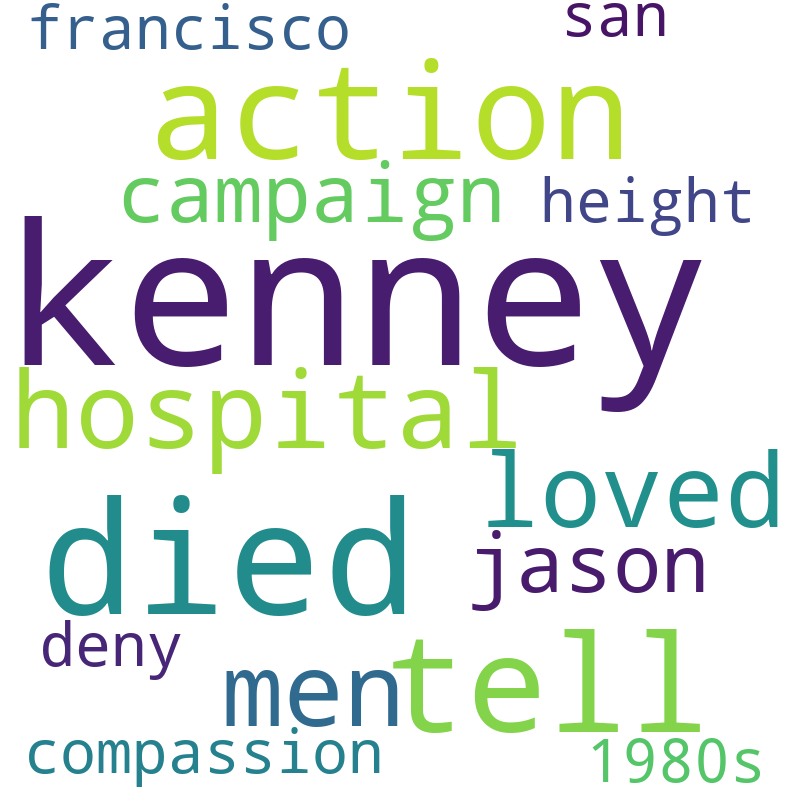 francisco san
action
campaign height
kenney
hospital
loved
died
jason
deny
men tell
compassion 1980s